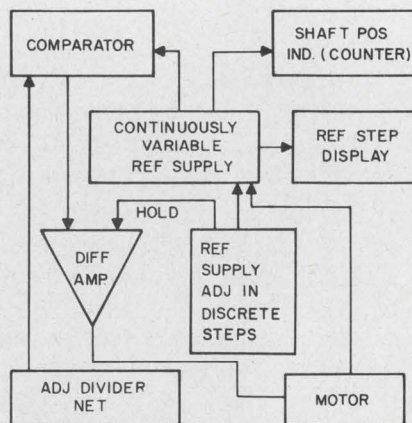 COMPARATOR
SHAFT POS
IND. (COUNTER)
CONTINUOUSLY
VARIABLE
REF SUPPLY
REF STEP
DISPLAY
HOLD
DIFF
AMP.
REF
SUPPLY
ADJ IN
DISCRETE
STEPS
ADJ DIVIDER
NET
MOTOR